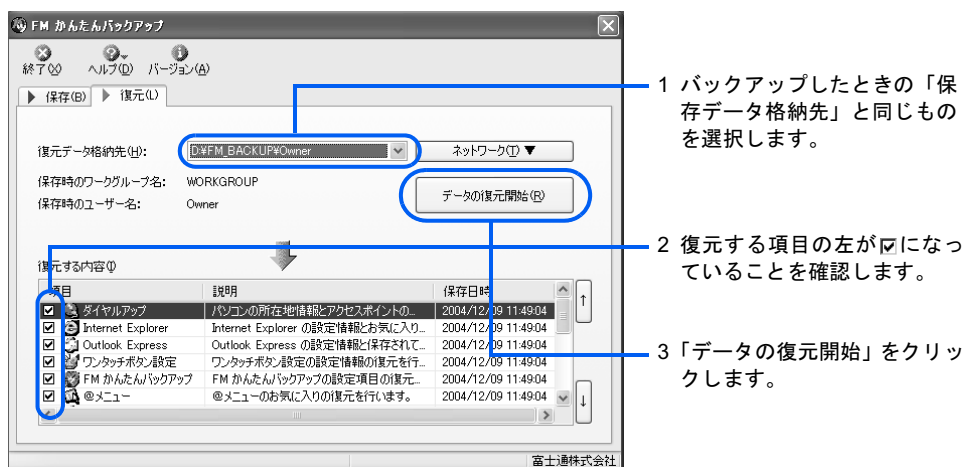 FM かんたんバックアップ
終了(X) ヘルプ(D) バージョン(A)
保存(B) 復元(L)
復元データ格納先(H): D:¥FM_BACKUP¥Owner ネットワーク(T) ▼
保存時のワークグループ名: WORKGROUP
保存時のユーザー名: Owner
データの復元開始(R)
復元する内容(I)
項目 説明 保存日時
ダイヤルアップ パソコンの所在地情報とアクセスポイントの... 2004/12/09 11:49:04
Internet Explorer Internet Explorer の設定情報とお気に入り... 2004/12/09 11:49:04
Outlook Express Outlook Express の設定情報と保存されて... 2004/12/09 11:49:04
ワンタッチボタン設定 ワンタッチボタン設定の設定情報の復元を行... 2004/12/09 11:49:04
FM かんたんバックアップ FM かんたんバックアップの設定項目の復元... 2004/12/09 11:49:04
@メニュー @メニューのお気に入りの復元を行います。 2004/12/09 11:49:04
↑
↓
富士通株式会社
1 バックアップしたときの「保
存データ格納先」と同じもの
を選択します。
2 復元する項目の左が☑になっ
ていることを確認します。
3「データの復元開始」をクリッ
クします。